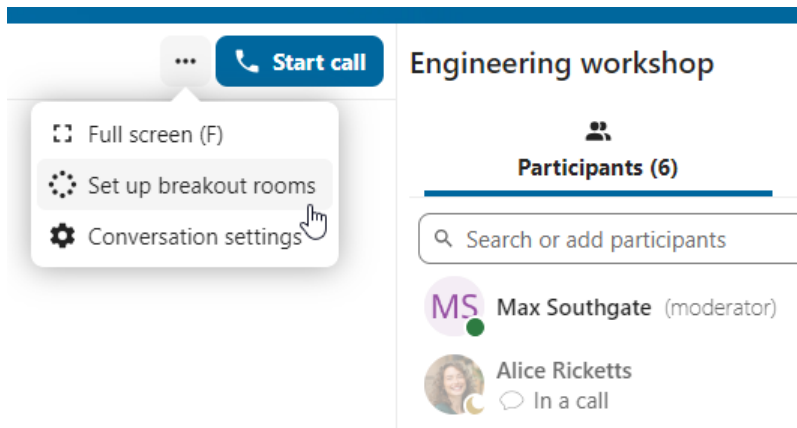 Start call
Full screen (F)
Set up breakout rooms
Conversation settings
Engineering workshop
Participants (6)
Search or add participants
MS Max Southgate (moderator)
Alice Ricketts
In a call